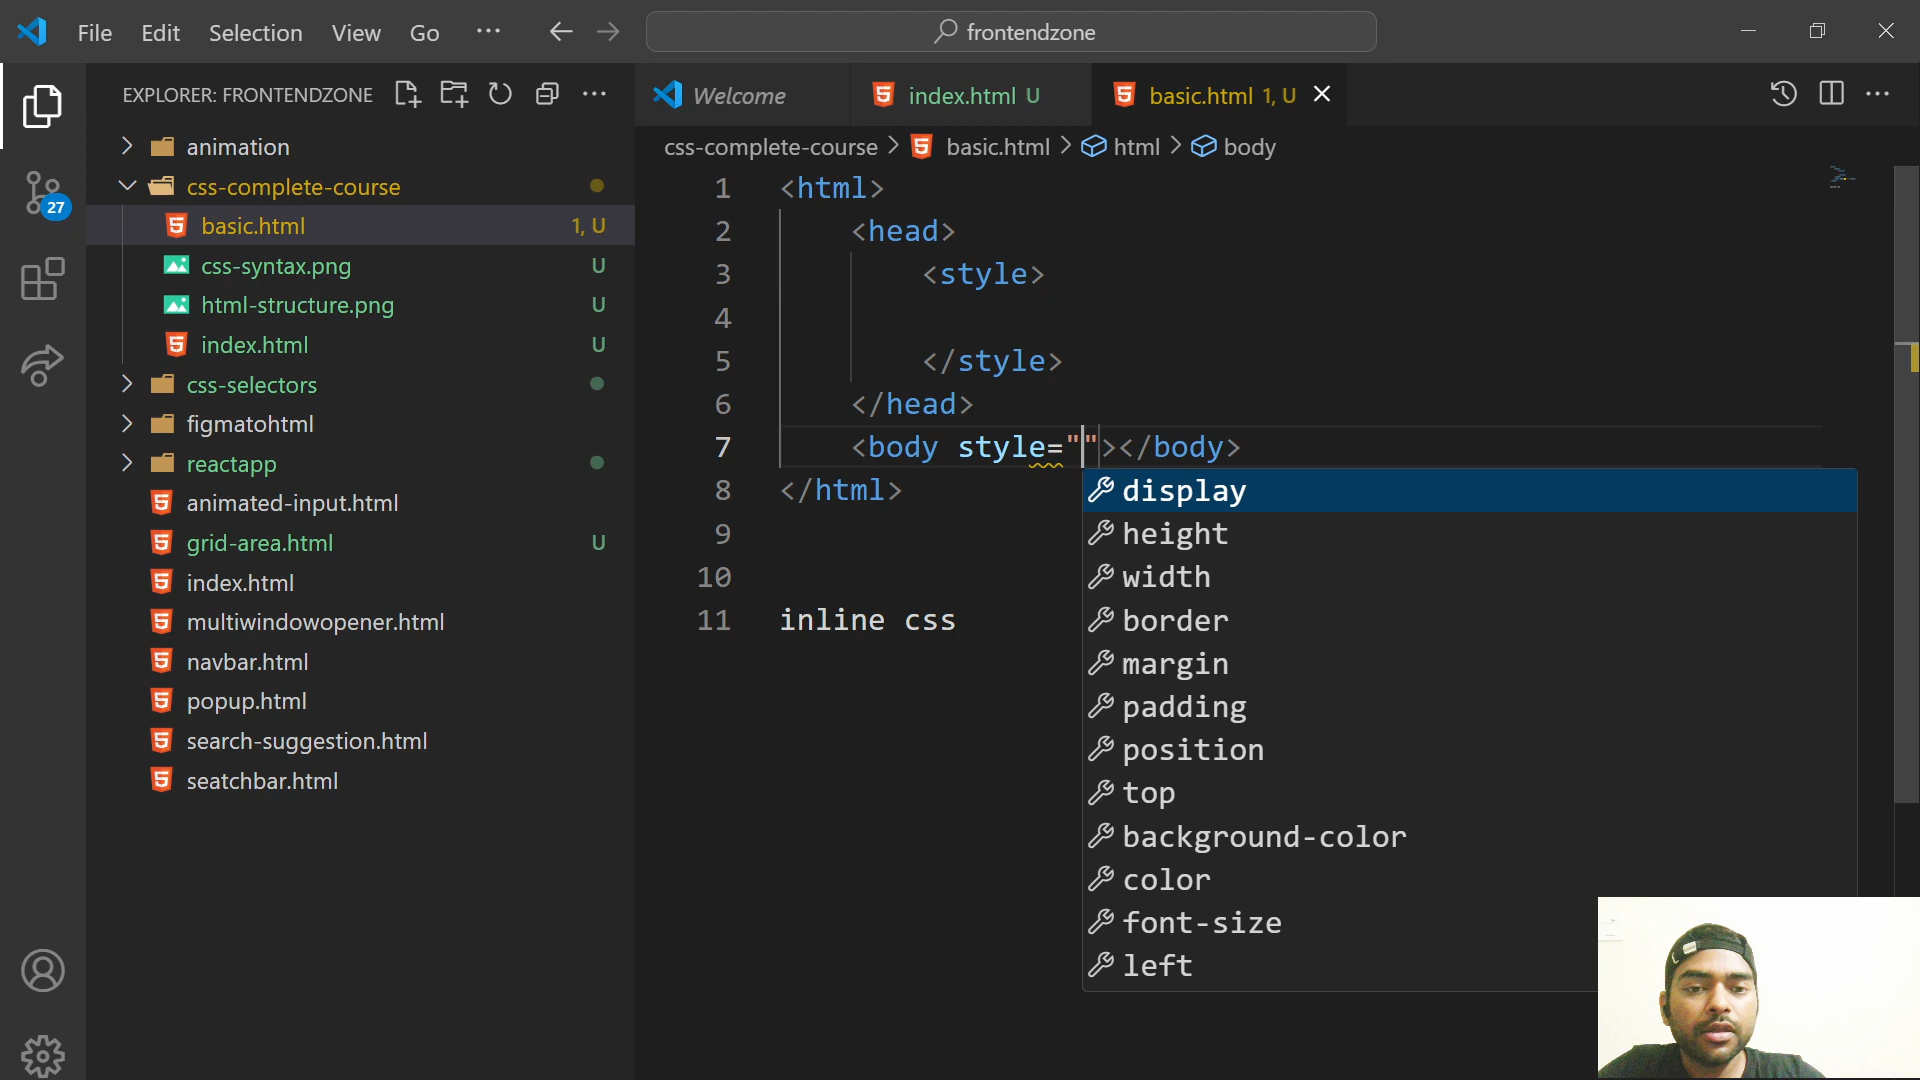 File Edit Selection View Go ... frontendzone
EXPLORER: FRONTENDZONE
animation
css-complete-course
basic.html 1, U
css-syntax.png U
html-structure.png U
index.html U
css-selectors
figmatohtml
reactapp
animated-input.html
grid-area.html U
index.html
multiwindowopener.html
navbar.html
popup.html
search-suggestion.html
seatchbar.html
27
Welcome index.html U basic.html 1, U
css-complete-course > basic.html > html > body
1 <html>
2 <head>
3 <style>
4
5 </style>
6 </head>
7 <body style=""></body>
8 </html>
9
10
11 inline css
display
height
width
border
margin
padding
position
top
background-color
color
font-size
left